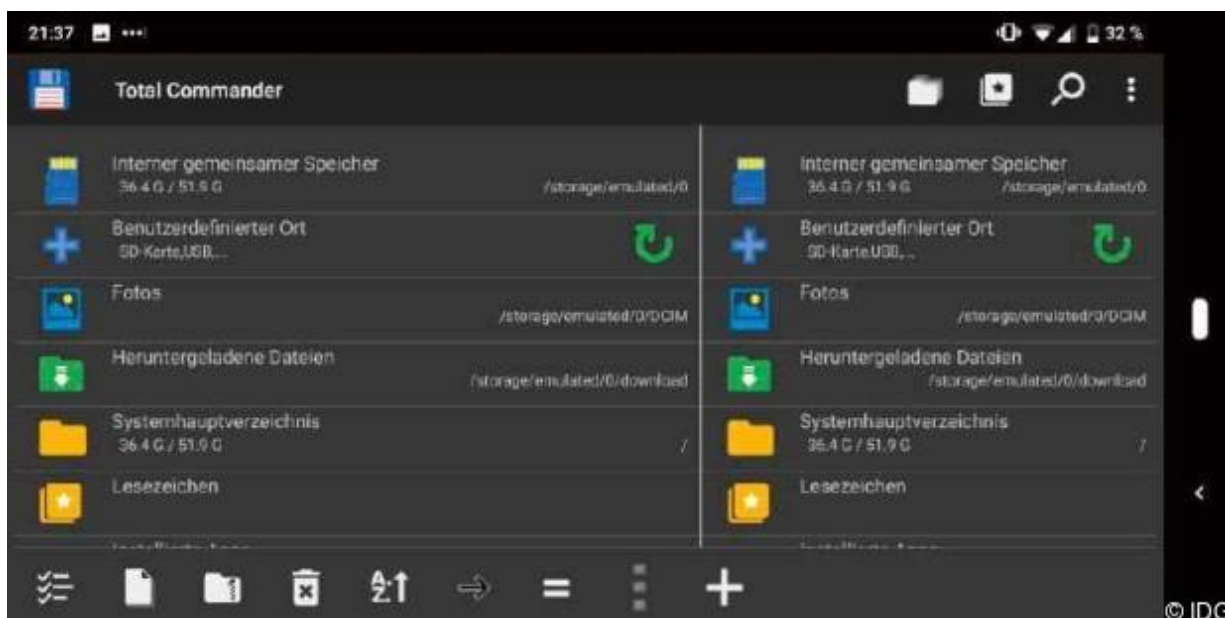 21:37
32 %
Total Commander
Interner gemeinsamer Speicher
36.4 G / 51.9 G /storage/emulated/0
Benutzerdefinierter Ort
SD-Karte,USB,...
Fotos
/storage/emulated/0/DCIM
Heruntergeladene Dateien
/storage/emulated/0/download
Systemhauptverzeichnis
36.4 G / 51.9 G /
Lesezeichen
Interner gemeinsamer Speicher
36.4 G / 51.9 G /storage/emulated/0
Benutzerdefinierter Ort
SD-Karte,USB,...
Fotos
/storage/emulated/0/DCIM
Heruntergeladene Dateien
/storage/emulated/0/download
Systemhauptverzeichnis
36.4 G / 51.9 G /
Lesezeichen
A-Z
© IDG